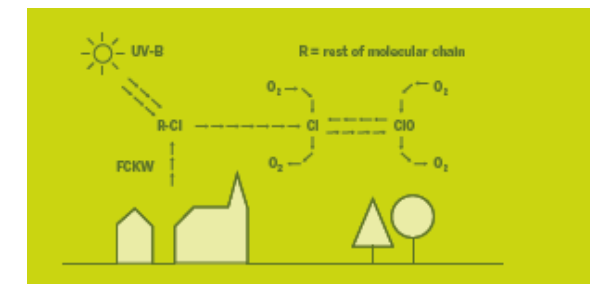 UV-B
R = rest of molecular chain
O₂
O₂
R-Cl
Cl
ClO
FCKW
O₂
O₂